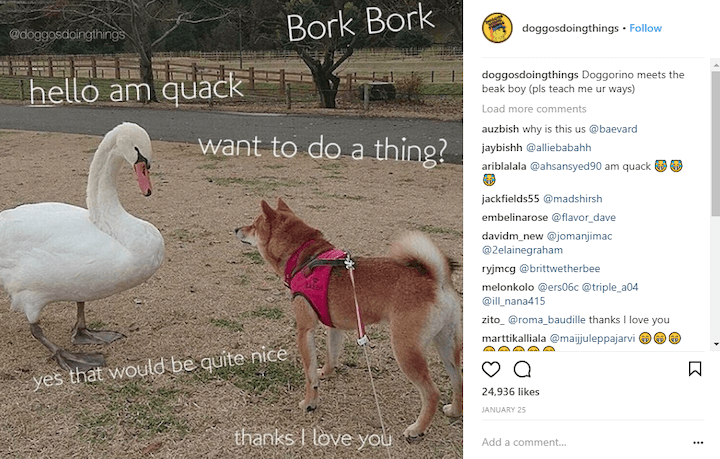 @doggosdoingthings
Bork Bork
hello am quack
want to do a thing?
yes that would be quite nice
thanks I love you
doggosdoingthings • Follow
doggosdoingthings Doggorino meets the
beak boy (pls teach me ur ways)
Load more comments
auzbish why is this us @baevard
jaybishh @alliebabahh
ariblalala @ahsansyed90 am quack 😹😹
😹
jackfields55 @madshirsh
embelinarose @flavor_dave
davidm_new @jomanjimac
@2elainegraham
ryjmcg @brittwetherbee
melonkolo @ers06c @triple_a04
@ill_nana415
zito_ @roma_baudille thanks I love you
marttikalliala @maijjuleppajarvi 😂😂😂
24,936 likes
JANUARY 25
Add a comment...